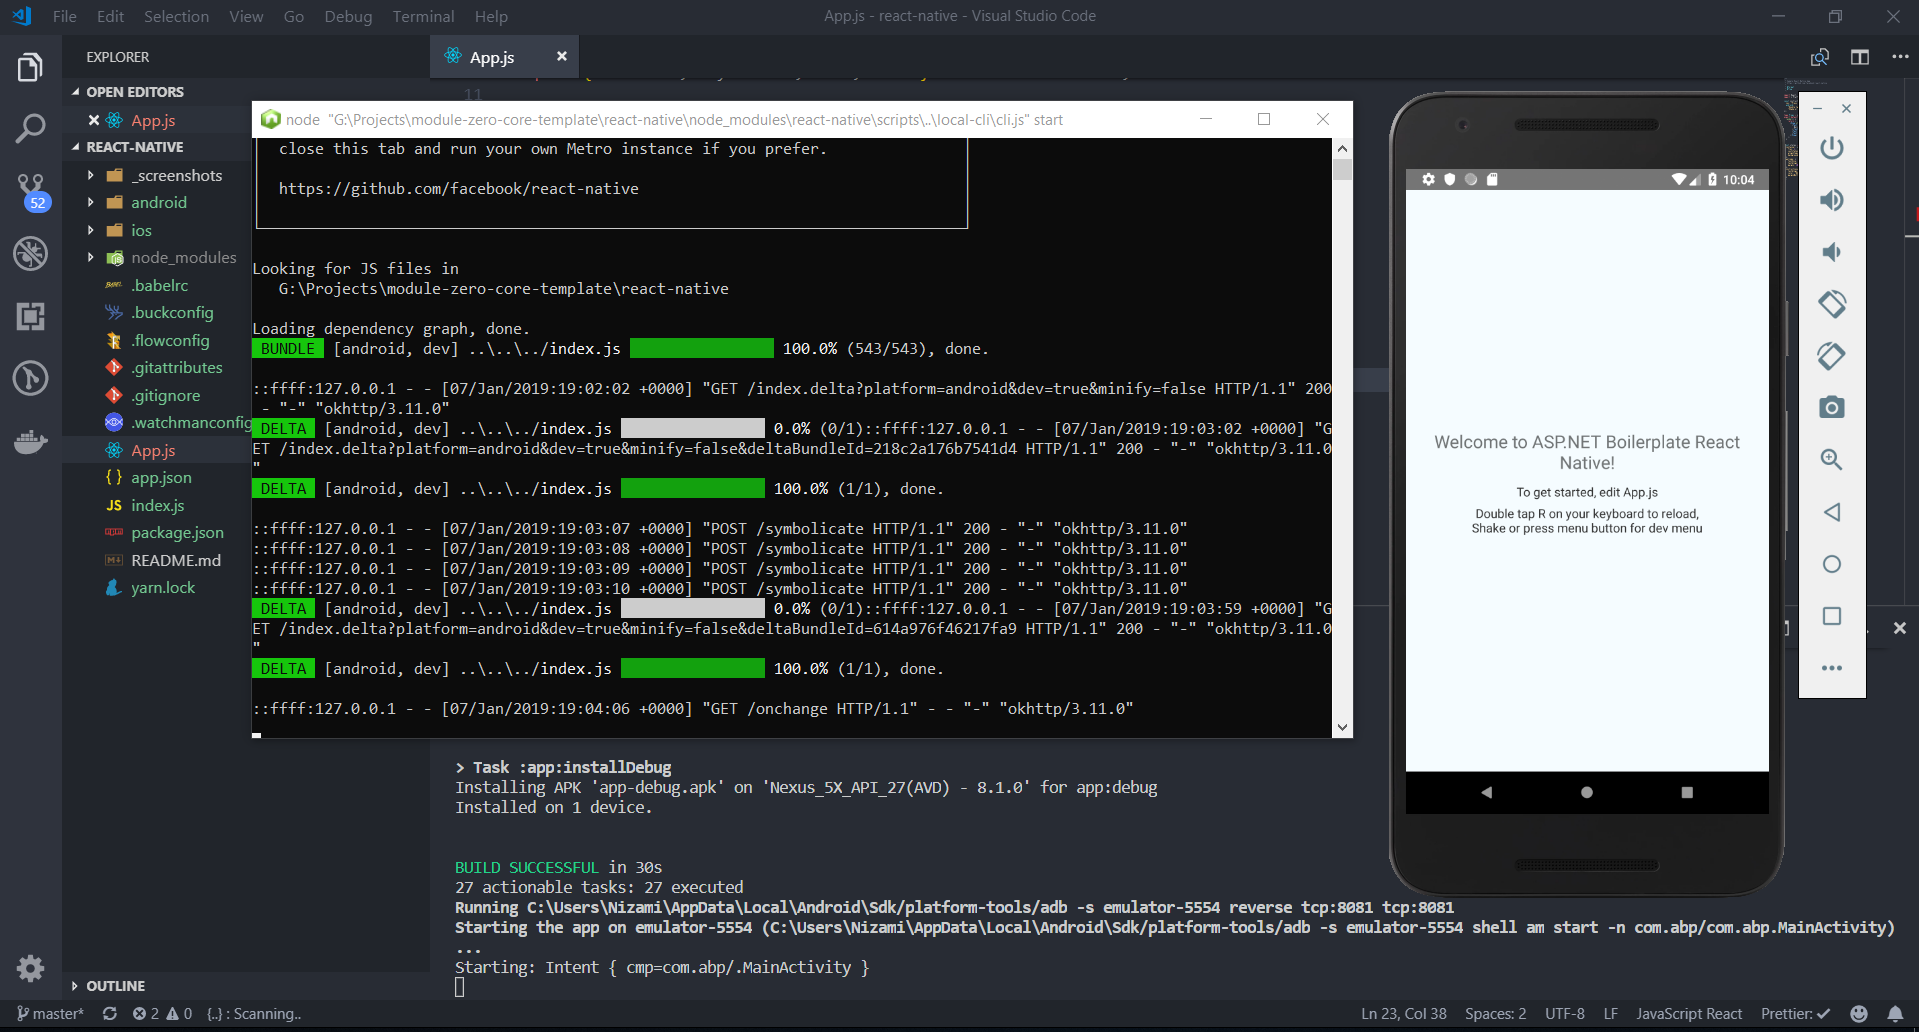 File Edit Selection View Go Debug Terminal Help
App.js - react-native - Visual Studio Code
EXPLORER
App.js
OPEN EDITORS
App.js
REACT-NATIVE
_screenshots
android
ios
node_modules
.babelrc
.buckconfig
.flowconfig
.gitattributes
.gitignore
.watchmanconfig
App.js
{ } app.json
JS index.js
package.json
README.md
yarn.lock
OUTLINE
52
11
node "G:\Projects\module-zero-core-template\react-native\node_modules\react-native\scripts\..\local-cli\cli.js" start
close this tab and run your own Metro instance if you prefer.
https://github.com/facebook/react-native
Looking for JS files in
G:\Projects\module-zero-core-template\react-native
Loading dependency graph, done.
BUNDLE [android, dev] ..\..\../index.js 100.0% (543/543), done.
::ffff:127.0.0.1 - - [07/Jan/2019:19:02:02 +0000] "GET /index.delta?platform=android&dev=true&minify=false HTTP/1.1" 200
- "-" "okhttp/3.11.0"
DELTA [android, dev] ..\..\../index.js 0.0% (0/1)::ffff:127.0.0.1 - - [07/Jan/2019:19:03:02 +0000] "G
ET /index.delta?platform=android&dev=true&minify=false&deltaBundleId=218c2a176b7541d4 HTTP/1.1" 200 - "-" "okhttp/3.11.0
"
DELTA [android, dev] ..\..\../index.js 100.0% (1/1), done.
::ffff:127.0.0.1 - - [07/Jan/2019:19:03:07 +0000] "POST /symbolicate HTTP/1.1" 200 - "-" "okhttp/3.11.0"
::ffff:127.0.0.1 - - [07/Jan/2019:19:03:08 +0000] "POST /symbolicate HTTP/1.1" 200 - "-" "okhttp/3.11.0"
::ffff:127.0.0.1 - - [07/Jan/2019:19:03:09 +0000] "POST /symbolicate HTTP/1.1" 200 - "-" "okhttp/3.11.0"
::ffff:127.0.0.1 - - [07/Jan/2019:19:03:10 +0000] "POST /symbolicate HTTP/1.1" 200 - "-" "okhttp/3.11.0"
DELTA [android, dev] ..\..\../index.js 0.0% (0/1)::ffff:127.0.0.1 - - [07/Jan/2019:19:03:59 +0000] "G
ET /index.delta?platform=android&dev=true&minify=false&deltaBundleId=614a976f46217fa9 HTTP/1.1" 200 - "-" "okhttp/3.11.0
"
DELTA [android, dev] ..\..\../index.js 100.0% (1/1), done.
::ffff:127.0.0.1 - - [07/Jan/2019:19:04:06 +0000] "GET /onchange HTTP/1.1" - - "-" "okhttp/3.11.0"
> Task :app:installDebug
Installing APK 'app-debug.apk' on 'Nexus_5X_API_27(AVD) - 8.1.0' for app:debug
Installed on 1 device.
BUILD SUCCESSFUL in 30s
27 actionable tasks: 27 executed
Running C:\Users\Nizami\AppData\Local\Android\Sdk/platform-tools/adb -s emulator-5554 reverse tcp:8081 tcp:8081
Starting the app on emulator-5554 (C:\Users\Nizami\AppData\Local\Android\Sdk/platform-tools/adb -s emulator-5554 shell am start -n com.abp/com.abp.MainActivity)
...
Starting: Intent { cmp=com.abp/.MainActivity }
10:04
Welcome to ASP.NET Boilerplate React
Native!
To get started, edit App.js
Double tap R on your keyboard to reload,
Shake or press menu button for dev menu
master* 2 0 {..} : Scanning..
Ln 23, Col 38 Spaces: 2 UTF-8 LF JavaScript React Prettier: ✓